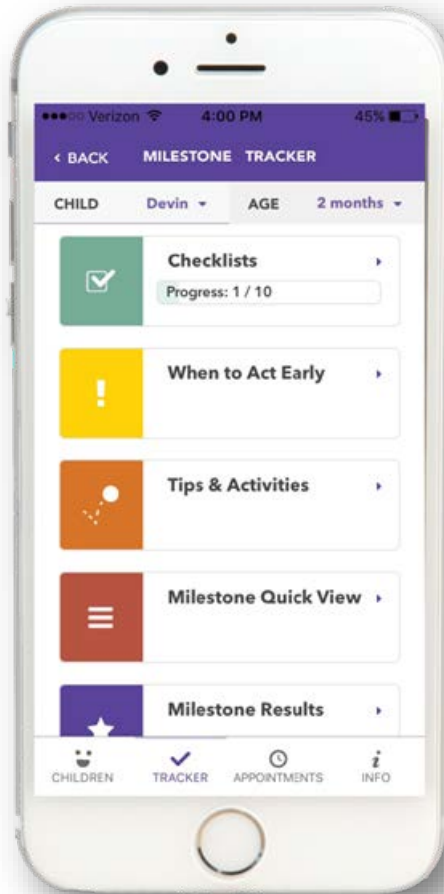 ●●●○○ Verizon 4:00 PM 45%
‹ BACK MILESTONE TRACKER
CHILD Devin AGE 2 months
Checklists
Progress: 1 / 10
!
When to Act Early
Tips & Activities
Milestone Quick View
Milestone Results
CHILDREN TRACKER APPOINTMENTS i INFO